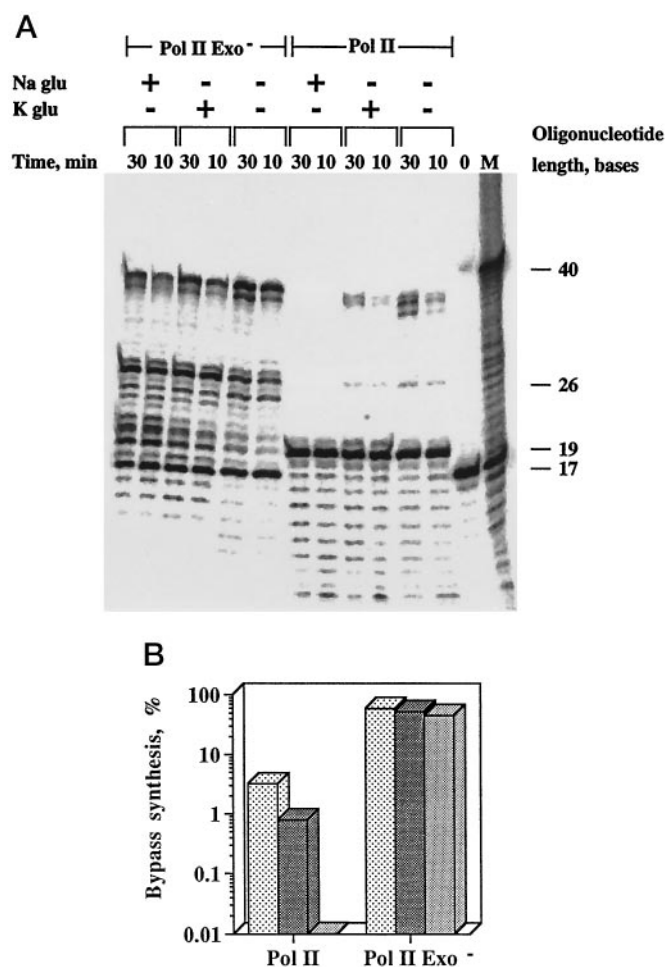 A
Pol II Exo⁻ Pol II
Na glu + - - + - -
K glu - + - - + -
Oligonucleotide
Time, min 30 10 30 10 30 10 30 10 30 10 30 10 0 M length, bases
40
26
19
17
B
Bypass synthesis, %
100
10
1
0.1
0.01
Pol II Pol II Exo⁻